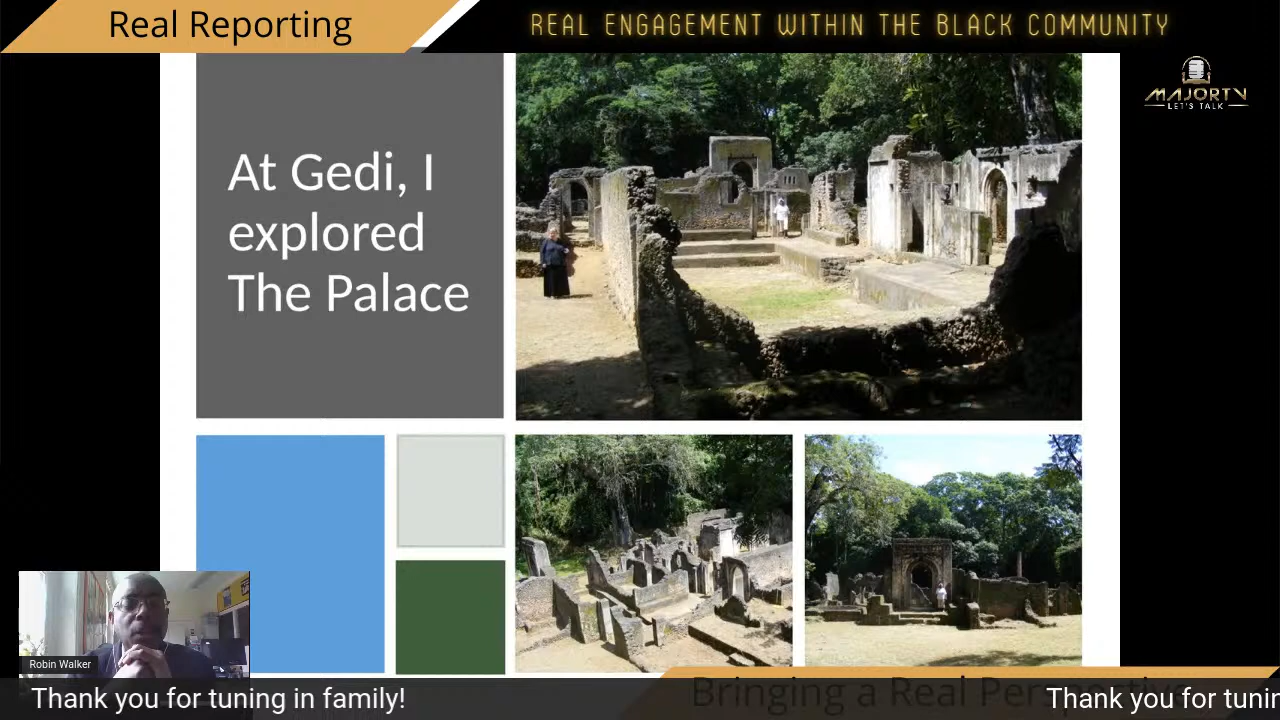 Real Reporting
REAL ENGAGEMENT WITHIN THE BLACK COMMUNITY
MAJORTV
LET'S TALK
At Gedi, I
explored
The Palace
Robin Walker
Bringing a Real Perspective
Thank you for tuning in family!
Thank you for tunin